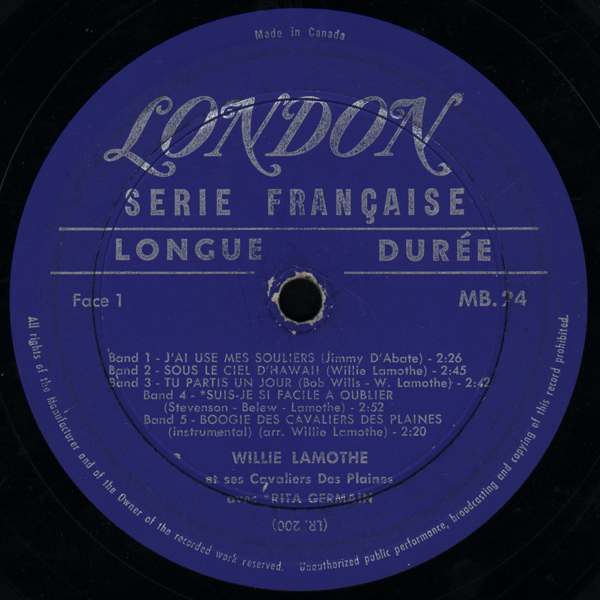 Made in Canada
LONDON
SERIE FRANÇAISE
LONGUE DURÉE
Face 1 MB. 24
Band 1 - J'AI USE MES SOULIERS (Jimmy D'Abate) - 2:26
Band 2 - SOUS LE CIEL D'HAWAII (Willie Lamothe) - 2:45
Band 3 - TU PARTIS UN JOUR (Bob Wills - W. Lamothe) - 2:42
Band 4 - *SUIS-JE SI FACILE A OUBLIER
(Stevenson - Belew - Lamothe) - 2:52
Band 5 - BOOGIE DES CAVALIERS DES PLAINES
(instrumental) (arr. Willie Lamothe) - 2:20
WILLIE LAMOTHE
et ses Cavaliers Des Plaines
avec *RITA GERMAIN
(LR. 200)
All rights of the Manufacturer and of the Owner of the recorded work reserved. Unauthorized public performance, broadcasting and copying of this record prohibited.